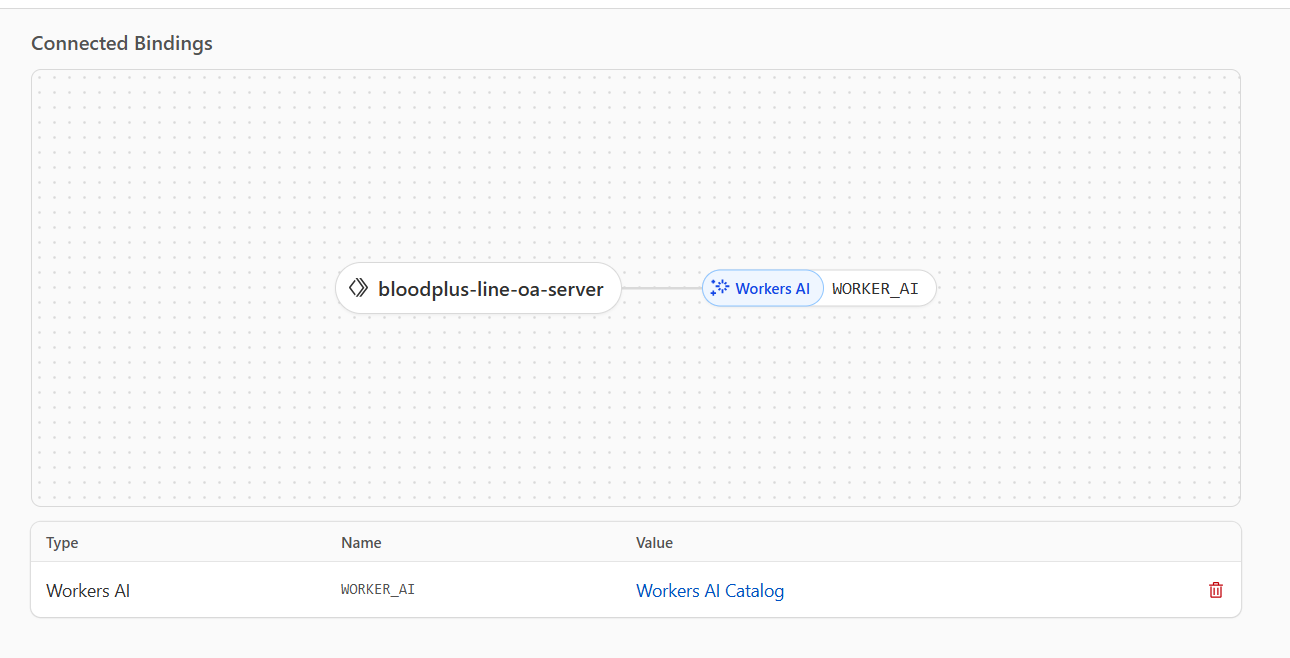 Connected Bindings
bloodplus-line-oa-server
Workers AI WORKER_AI
Type Name Value
Workers AI WORKER_AI Workers AI Catalog